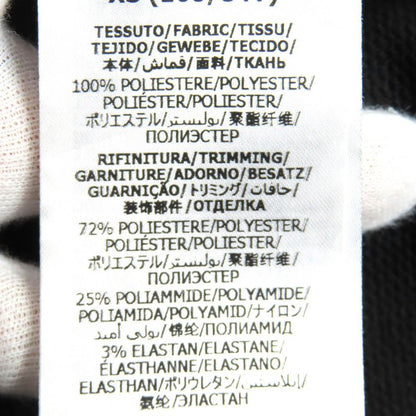 TESSUTO/FABRIC/TISSU/
TEJIDO/GEWEBE/TECIDO/
本体/قماش/面料/ТКАНЬ
100% POLIESTERE/POLYESTER/
POLIÉSTER/POLIESTER/
ポリエステル/بوليستر/聚酯纤维/
ПОЛИЭСТЕР
RIFINITURA/TRIMMING/
GARNITURE/ADORNO/BESATZ/
GUARNIÇÃO/トリミング/حافات/
装饰部件/ОТДЕЛКА
72% POLIESTERE/POLYESTER/
POLIÉSTER/POLIESTER/
ポリエステル/بوليستر/聚酯纤维/
ПОЛИЭСТЕР
25% POLIAMMIDE/POLYAMIDE/
POLIAMIDA/POLYAMID/ナイロン/
بولي أميد/锦纶/ПОЛИАМИД
3% ELASTAN/ELASTANE/
ÉLASTHANNE/ELASTANO/
ELASTHAN/ポリウレタン/إيلاستين/
氨纶/ЭЛАСТАН